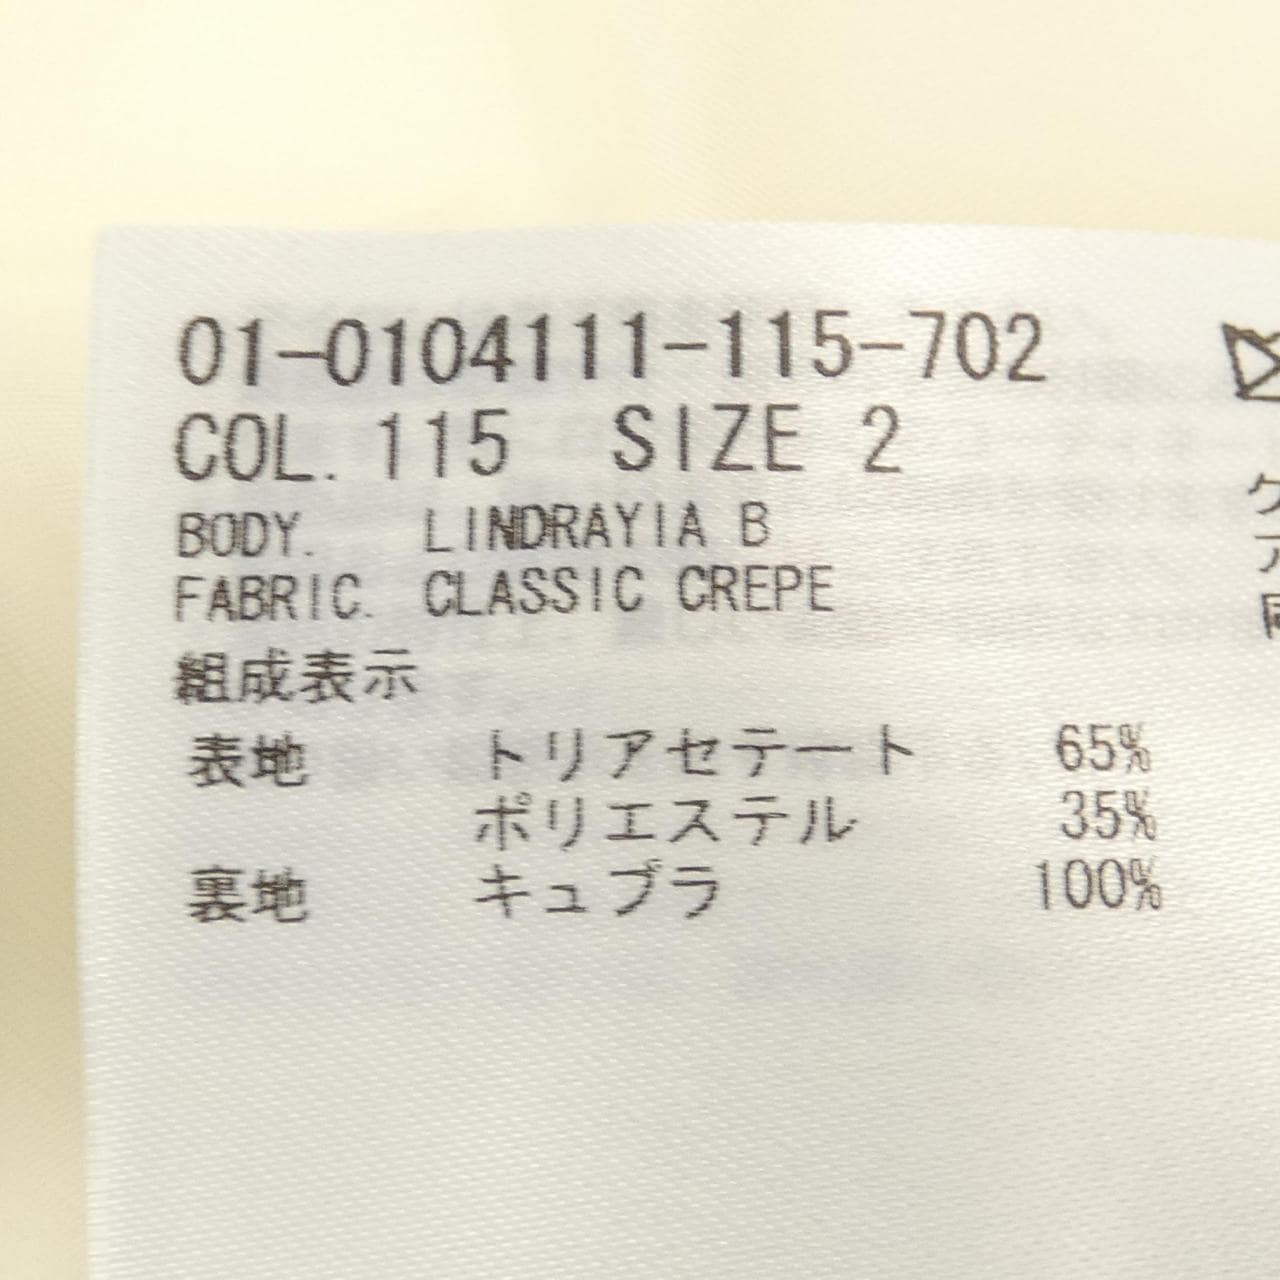 01-0104111-115-702
COL. 115 SIZE 2
BODY. LINDRAYIA B
FABRIC. CLASSIC CREPE
組成表示
表地 トリアセテート 65%
ポリエステル 35%
裏地 キュプラ 100%